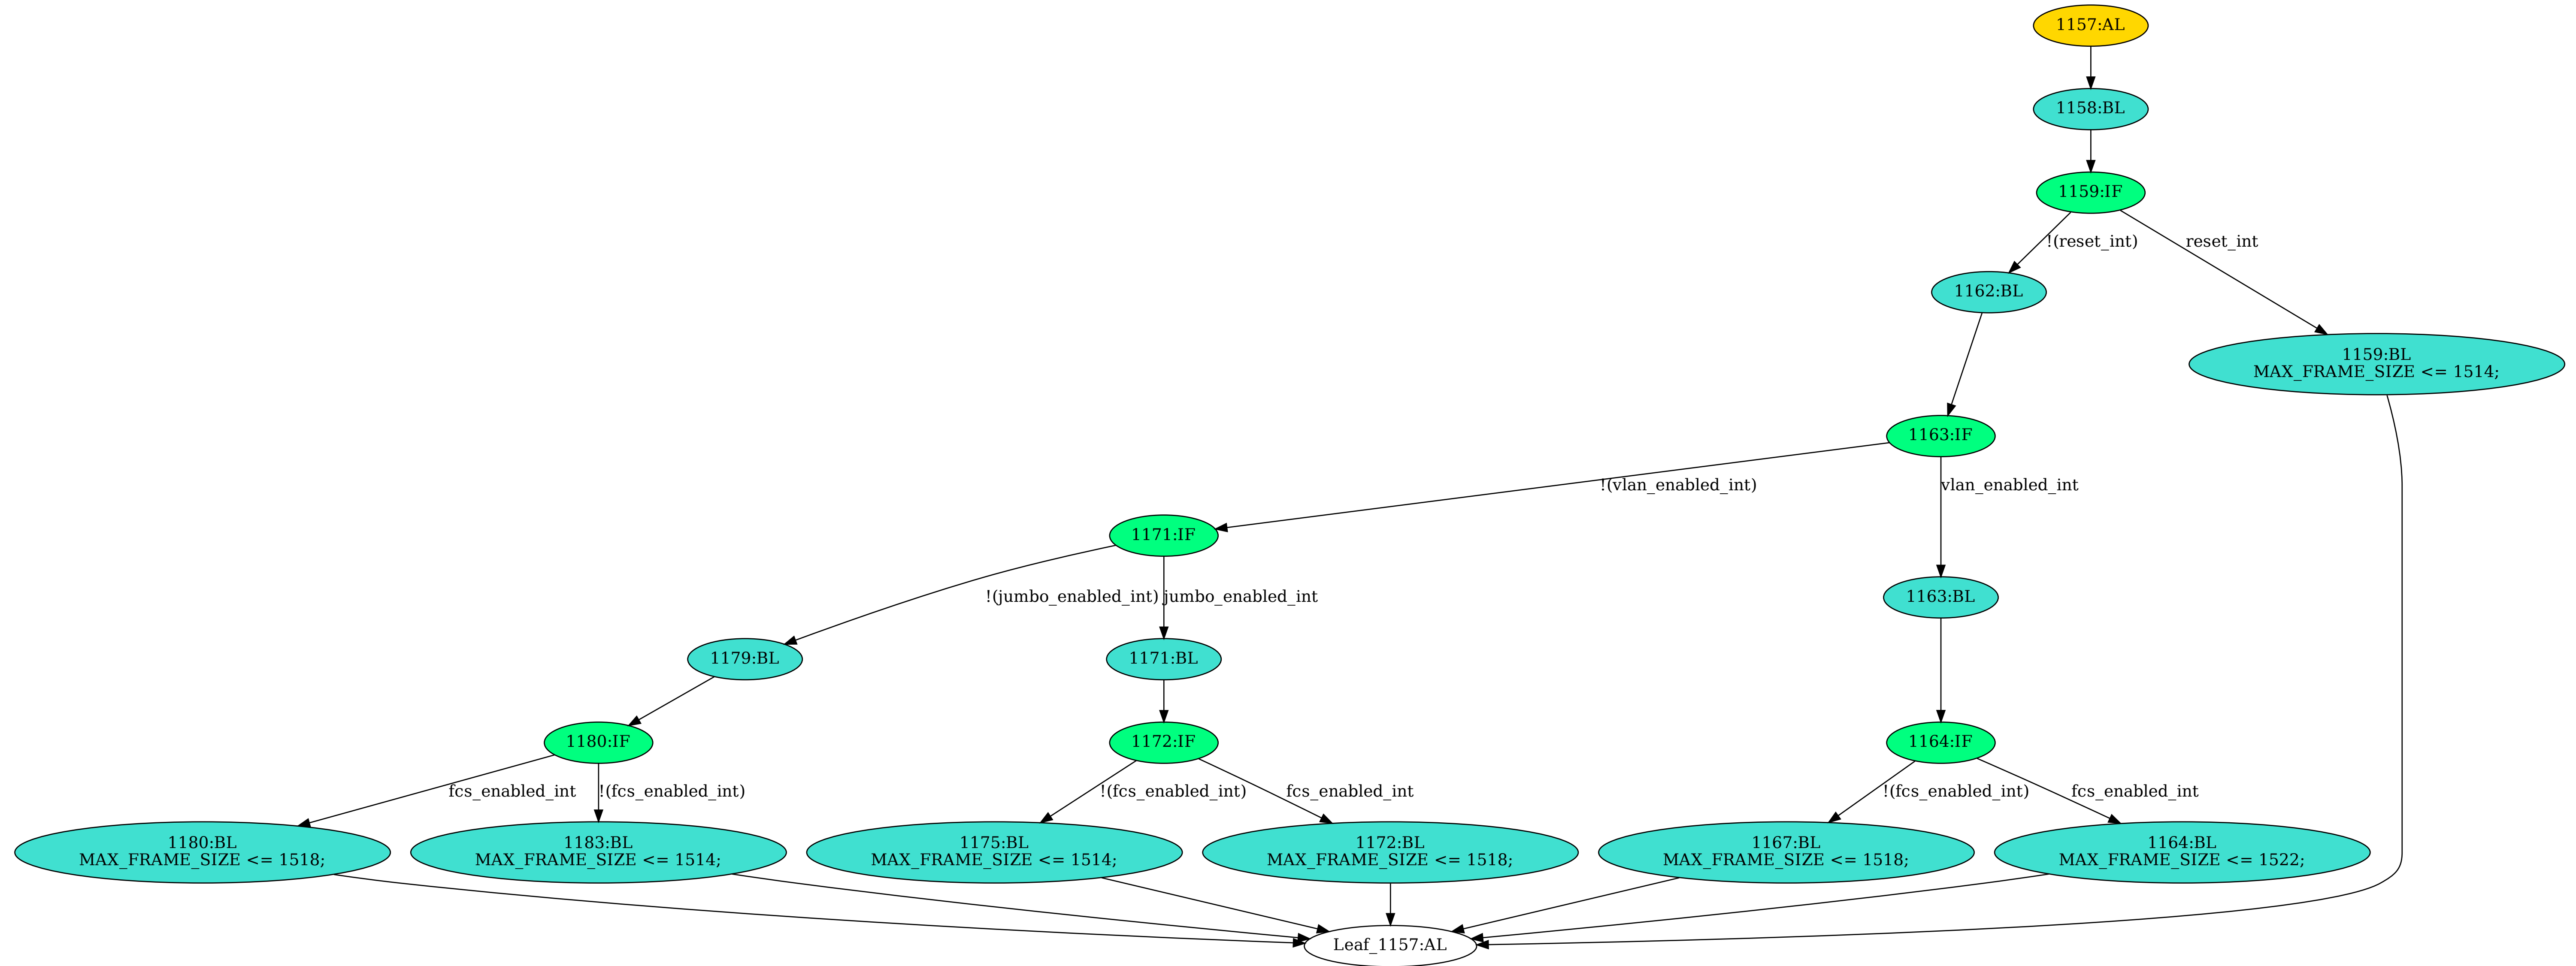 1157:AL
1158:BL
1159:IF
!(reset_int)
reset_int
1162:BL
1159:BL
MAX_FRAME_SIZE <= 1514;
1163:IF
!(vlan_enabled_int)
vlan_enabled_int
1171:IF
!(jumbo_enabled_int)
jumbo_enabled_int
1163:BL
1179:BL
1171:BL
1180:IF
1172:IF
1164:IF
fcs_enabled_int
!(fcs_enabled_int)
!(fcs_enabled_int)
fcs_enabled_int
!(fcs_enabled_int)
fcs_enabled_int
1180:BL
MAX_FRAME_SIZE <= 1518;
1183:BL
MAX_FRAME_SIZE <= 1514;
1175:BL
MAX_FRAME_SIZE <= 1514;
1172:BL
MAX_FRAME_SIZE <= 1518;
1167:BL
MAX_FRAME_SIZE <= 1518;
1164:BL
MAX_FRAME_SIZE <= 1522;
Leaf_1157:AL